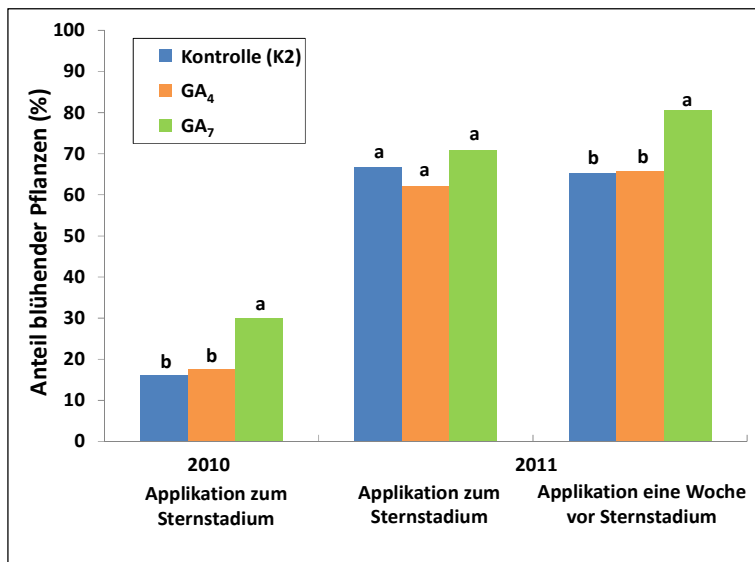 Anteil blühender Pflanzen (%)
100
90
80
70
60
50
40
30
20
10
0
Kontrolle (K2)
GA₄
GA₇
b
b
a
a
a
a
b
b
a
2010
2011
Applikation zum
Sternstadium
Applikation zum
Sternstadium
Applikation eine Woche
vor Sternstadium